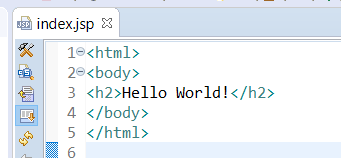 index.jsp
1 <html>
2 <body>
3 <h2>Hello World!</h2>
4 </body>
5 </html>
6